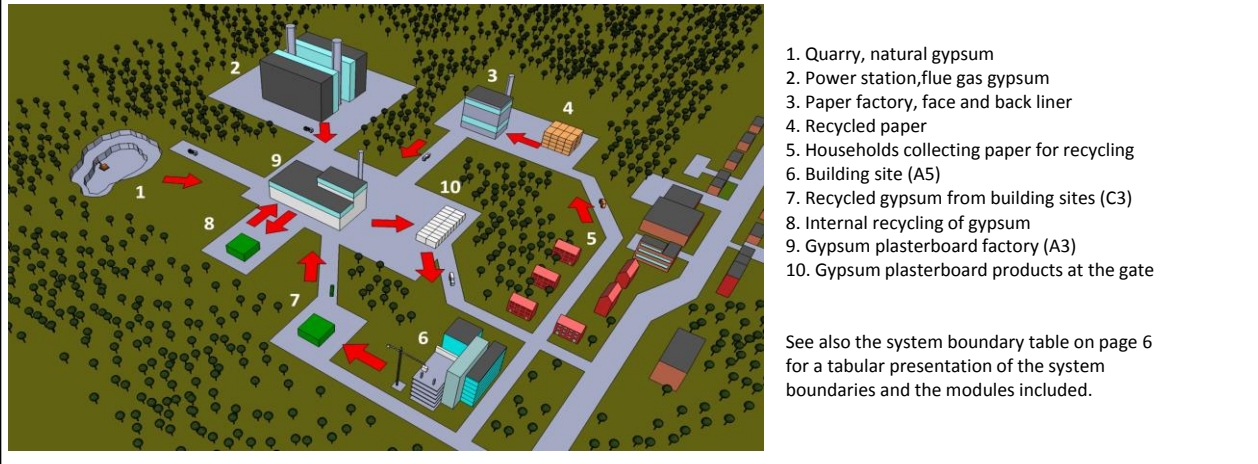 1. Quarry, natural gypsum
2. Power station,flue gas gypsum
3. Paper factory, face and back liner
4. Recycled paper
5. Households collecting paper for recycling
6. Building site (A5)
7. Recycled gypsum from building sites (C3)
8. Internal recycling of gypsum
9. Gypsum plasterboard factory (A3)
10. Gypsum plasterboard products at the gate
See also the system boundary table on page 6
for a tabular presentation of the system
boundaries and the modules included.
2
3
4
9
1
10
8
5
7
6